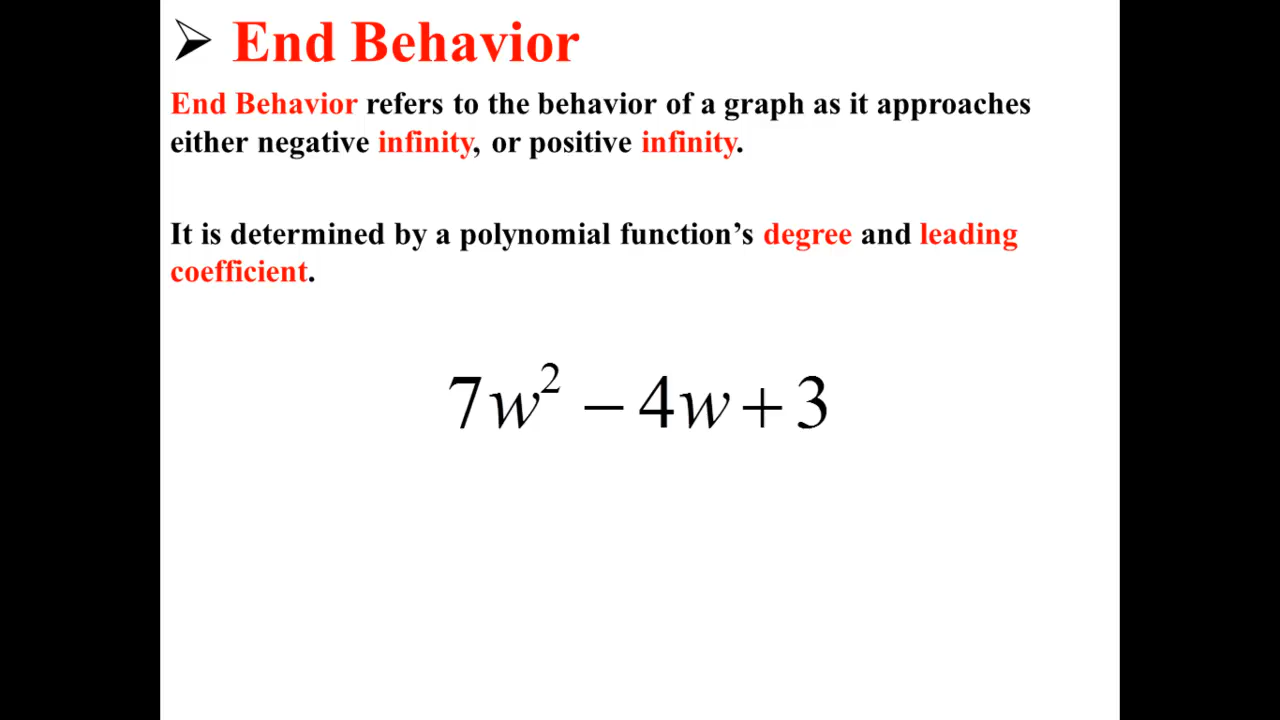 ➢ End Behavior
End Behavior refers to the behavior of a graph as it approaches
either negative infinity, or positive infinity.
It is determined by a polynomial function’s degree and leading
coefficient.
7w² − 4w + 3